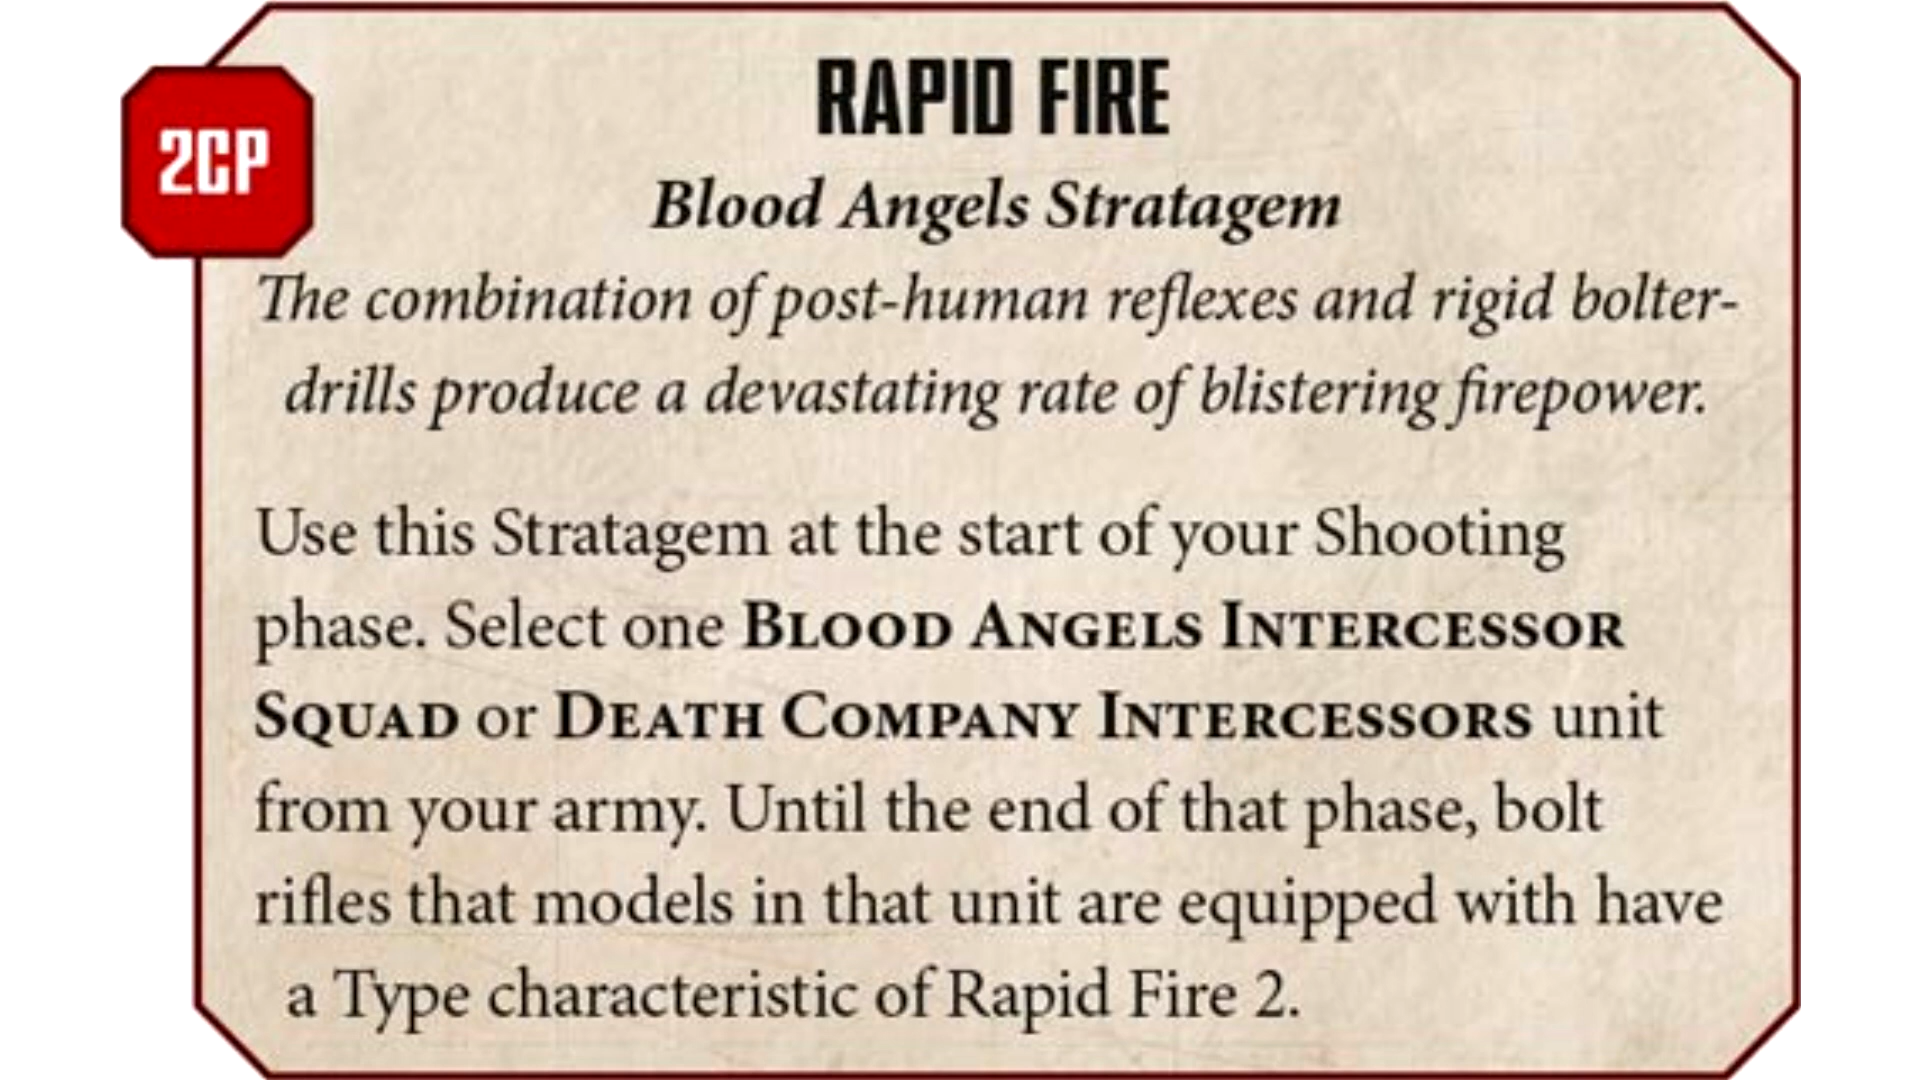 RAPID FIRE
2CP
Blood Angels Stratagem
The combination of post-human reflexes and rigid bolter-
drills produce a devastating rate of blistering firepower.
Use this Stratagem at the start of your Shooting
phase. Select one BLOOD ANGELS INTERCESSOR
SQUAD or DEATH COMPANY INTERCESSORS unit
from your army. Until the end of that phase, bolt
rifles that models in that unit are equipped with have
a Type characteristic of Rapid Fire 2.